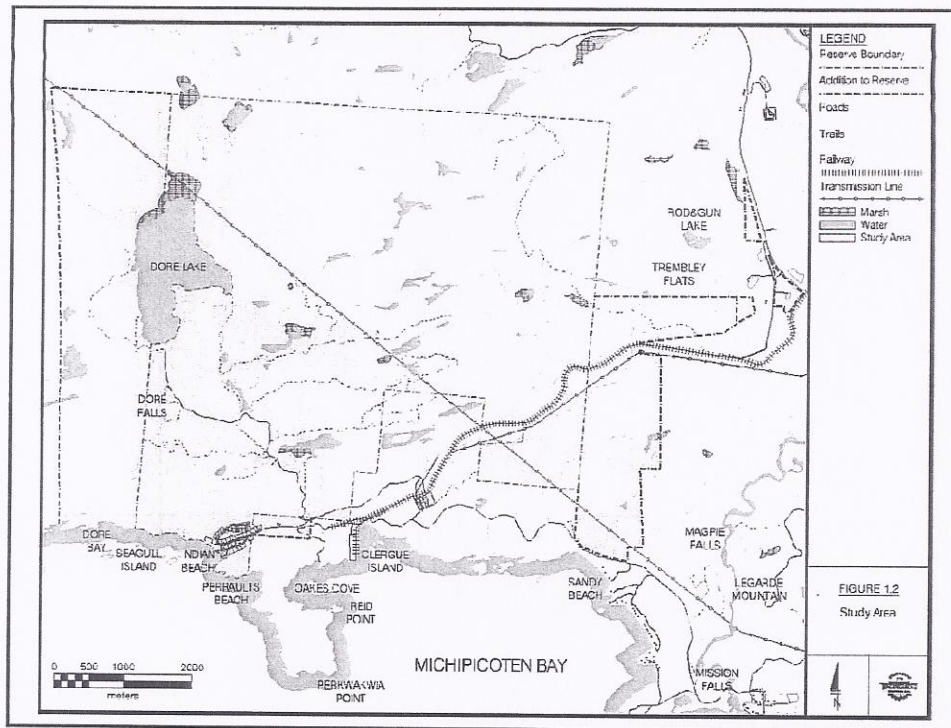 LEGEND
Reserve Boundary
Addition to Reserve
Roads
Trails
Railway
Transmission Line
Marsh
Water
Study Area
ROD&GUN
LAKE
TREMBLEY
FLATS
DORE LAKE
DORE
FALLS
DORE
BAY
SEAGULL
ISLAND
INDIAN
BEACH
PERRAULTS
BEACH
OAKES COVE
CLERGUE
ISLAND
REID
POINT
PERKWAKWIA
POINT
SANDY
BEACH
MAGPIE
FALLS
LEGARDE
MOUNTAIN
MISSION
FALLS
MICHIPICOTEN BAY
0 500 1000 2000
meters
FIGURE 1.2
Study Area
N